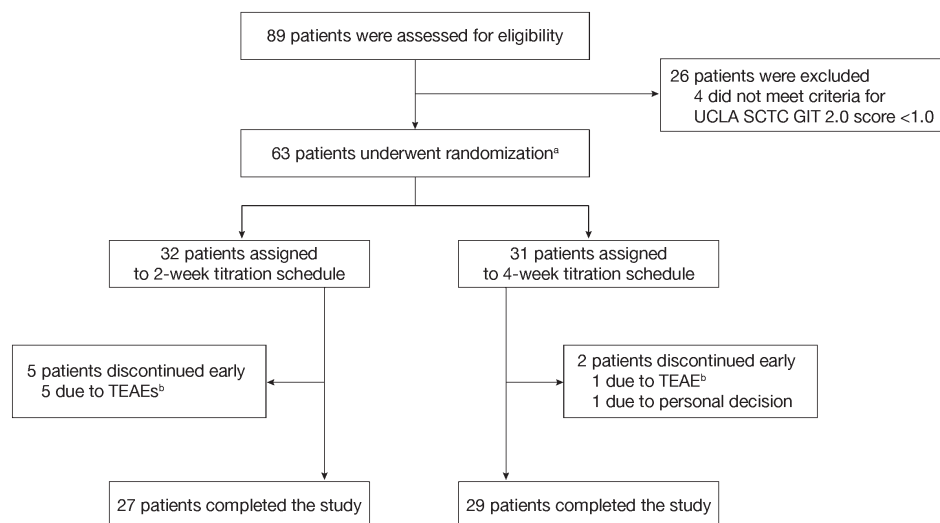 89 patients were assessed for eligibility
26 patients were excluded
4 did not meet criteria for
UCLA SCTC GIT 2.0 score <1.0
63 patients underwent randomizationᵃ
32 patients assigned
to 2-week titration schedule
31 patients assigned
to 4-week titration schedule
5 patients discontinued early
5 due to TEAEsᵇ
2 patients discontinued early
1 due to TEAEᵇ
1 due to personal decision
27 patients completed the study
29 patients completed the study